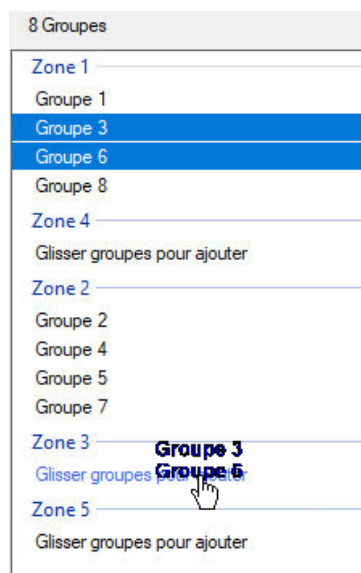 8 Groupes
Zone 1
Groupe 1
Groupe 3
Groupe 6
Groupe 8
Zone 4
Glisser groupes pour ajouter
Zone 2
Groupe 2
Groupe 4
Groupe 5
Groupe 7
Zone 3
Groupe 3
Glisser groupes pour ajouter
Groupe 6
Zone 5
Glisser groupes pour ajouter